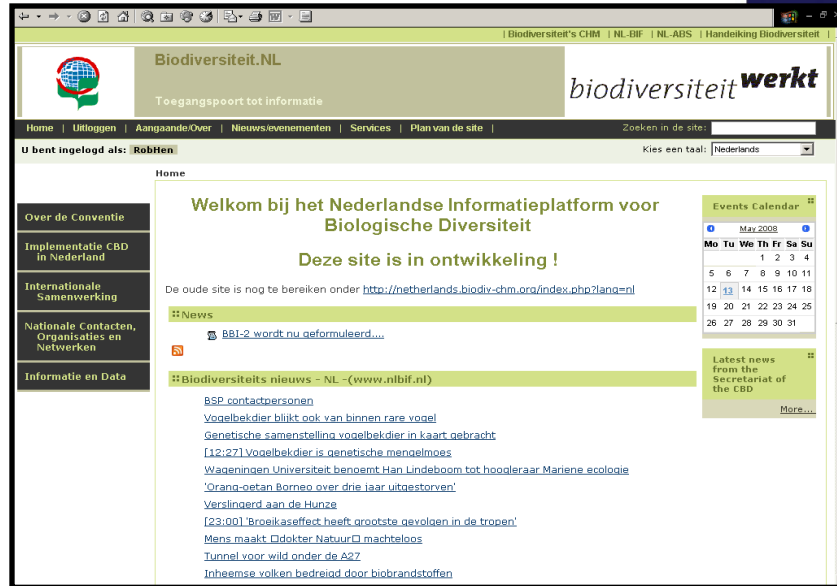 | Biodiversiteit's CHM | NL-BIF | NL-ABS | Handeiking Biodiversiteit |
Biodiversiteit.NL
Toegangspoort tot informatie
biodiversiteit werkt
Home | Uitloggen | Aangaande/Over | Nieuws/evenementen | Services | Plan van de site |
Zoeken in de site:
U bent ingelogd als: RobHen
Kies een taal: Nederlands
Home
Over de Conventie
Implementatie CBD
in Nederland
Internationale
Samenwerking
Nationale Contacten,
Organisaties en
Netwerken
Informatie en Data
Welkom bij het Nederlandse Informatieplatform voor
Biologische Diversiteit
Deze site is in ontwikkeling !
De oude site is nog te bereiken onder http://netherlands.biodiv-chm.org/index.php?lang=nl
News
BBI-2 wordt nu geformuleerd....
Biodiversiteits nieuws - NL -(www.nlbif.nl)
BSP contactpersonen
Vogelbekdier blijkt ook van binnen rare vogel
Genetische samenstelling vogelbekdier in kaart gebracht
[12:27] Vogelbekdier is genetische mengelmoes
Wageningen Universiteit benoemt Han Lindeboom tot hoogleraar Mariene ecologie
'Orang-oetan Borneo over drie jaar uitgestorven'
Verslingerd aan de Hunze
[23:00] 'Broeikaseffect heeft grootste gevolgen in de tropen'
Mens maakt □dokter Natuur□ machteloos
Tunnel voor wild onder de A27
Inheemse volken bedreigd door biobrandstoffen
Events Calendar
May 2008
Mo Tu We Th Fr Sa Su
1 2 3 4
5 6 7 8 9 10 11
12 13 14 15 16 17 18
19 20 21 22 23 24 25
26 27 28 29 30 31
Latest news
from the
Secretariat of
the CBD
More...